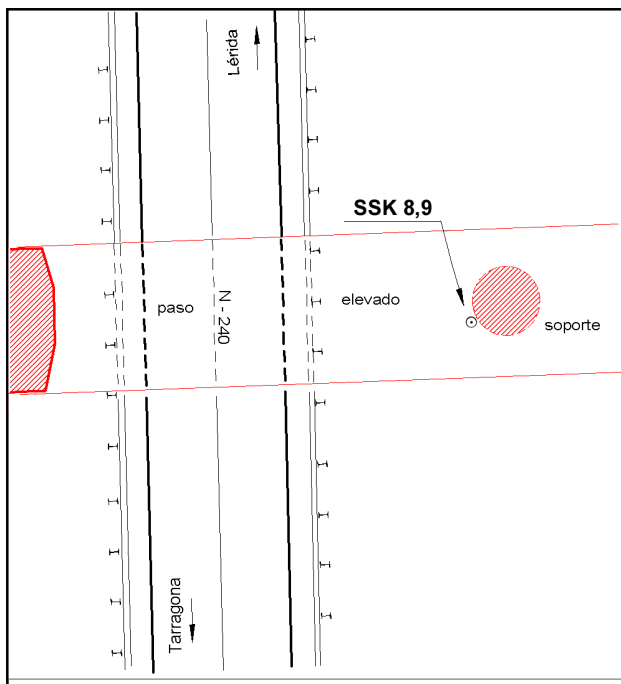 Lérida
SSK 8,9
paso
N - 240
elevado
soporte
Tarragona